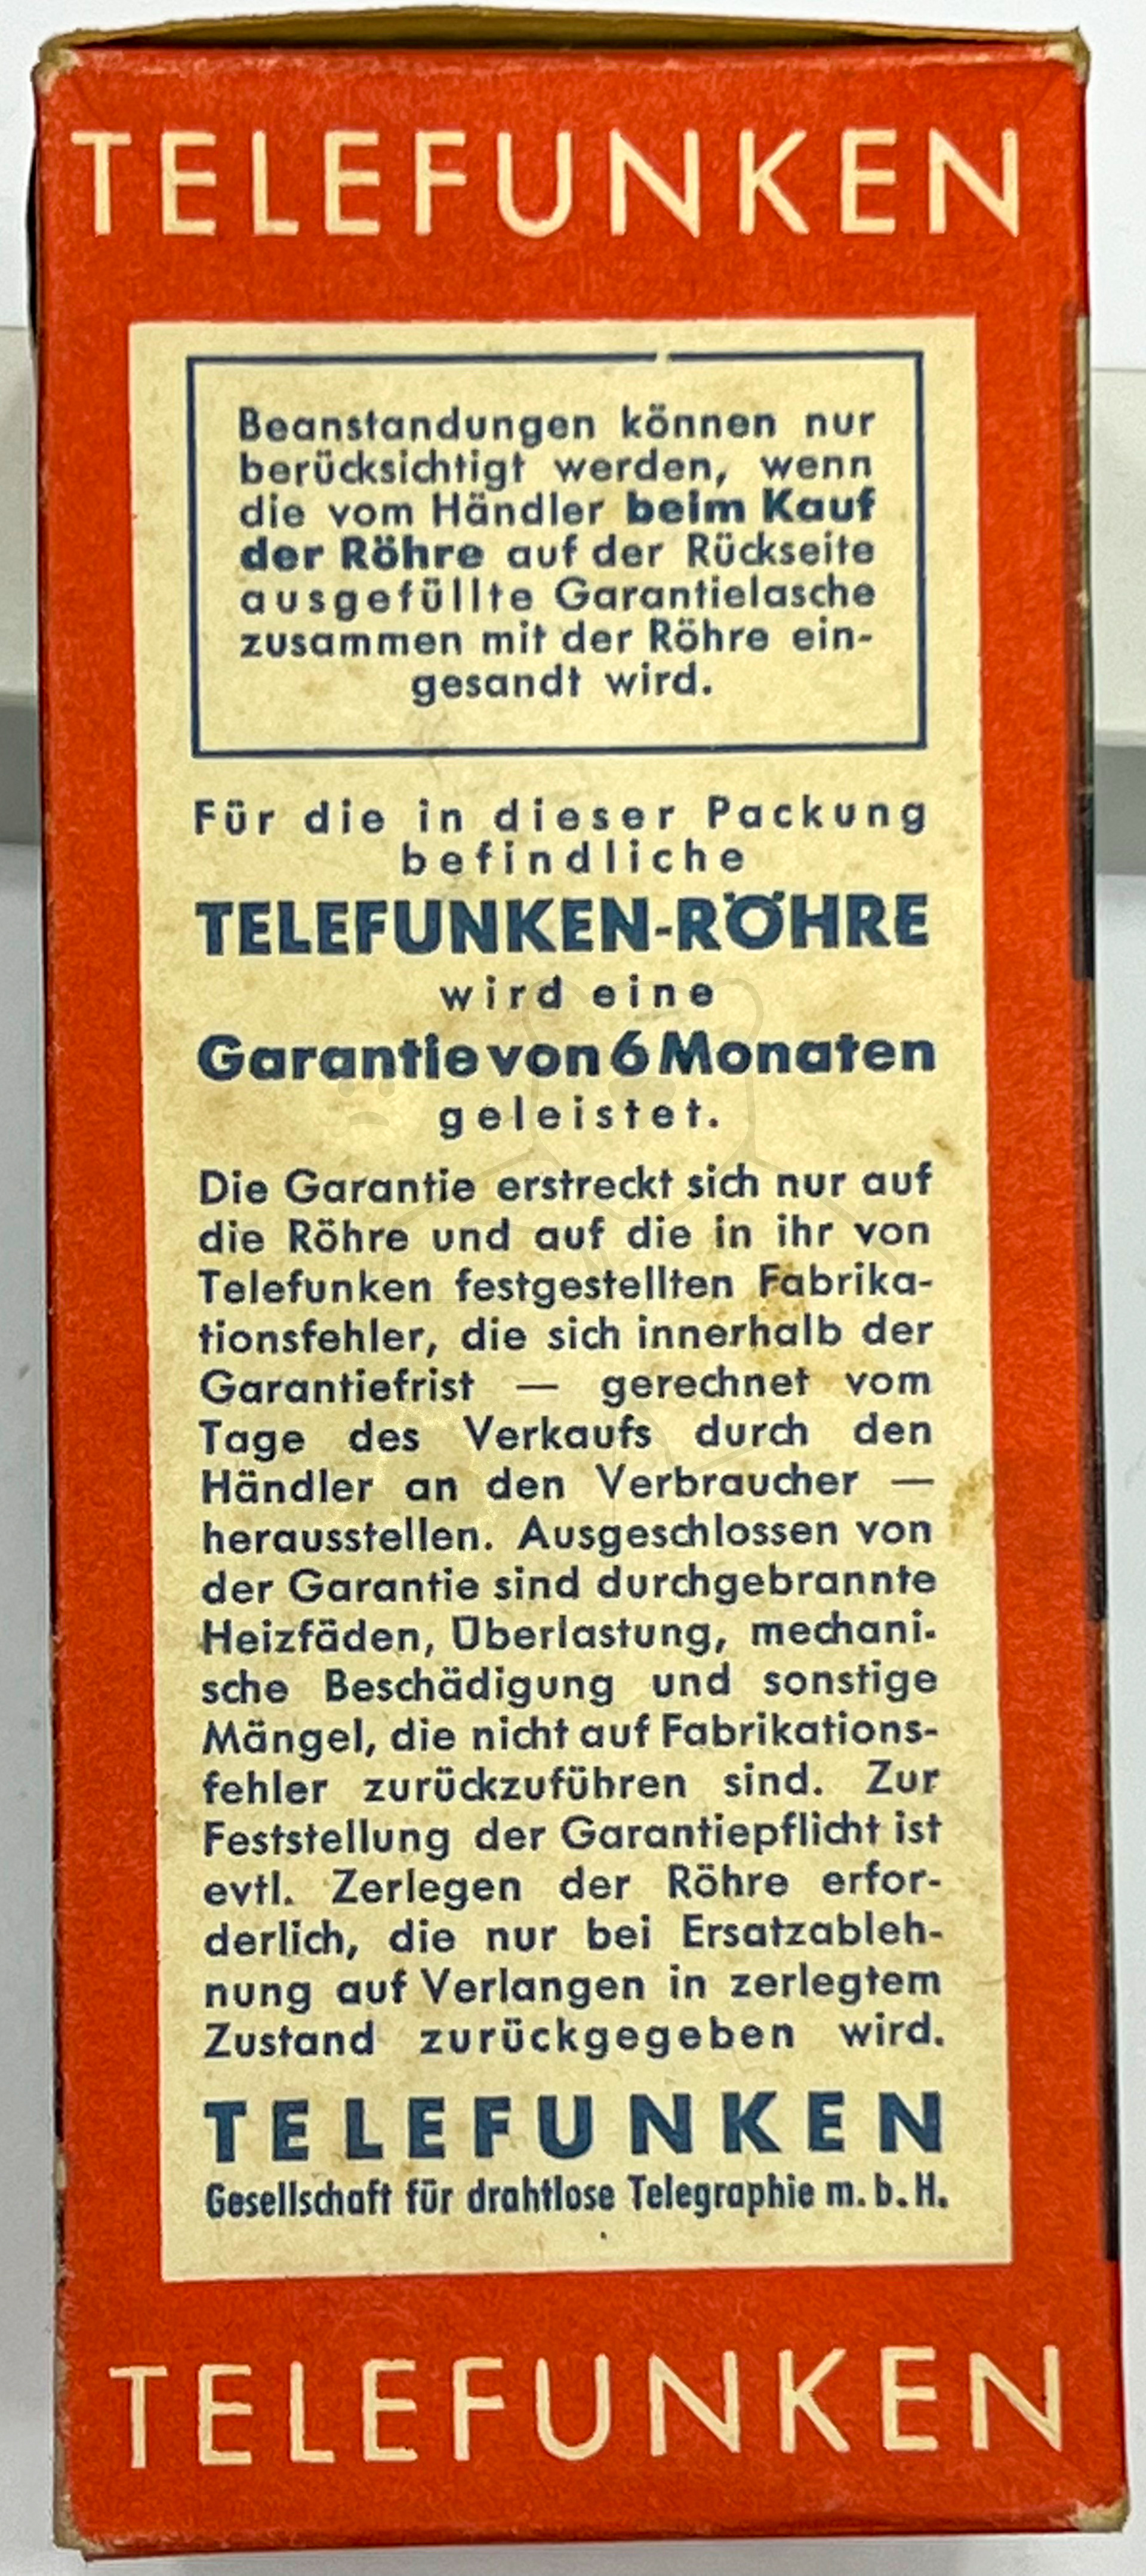 TELEFUNKEN
Beanstandungen können nur
berücksichtigt werden, wenn
die vom Händler beim Kauf
der Röhre auf der Rückseite
ausgefüllte Garantielasche
zusammen mit der Röhre ein-
gesandt wird.
Für die in dieser Packung
befindliche
TELEFUNKEN-RÖHRE
wird eine
Garantie von 6 Monaten
geleistet.
Die Garantie erstreckt sich nur auf
die Röhre und auf die in ihr von
Telefunken festgestellten Fabrika-
tionsfehler, die sich innerhalb der
Garantiefrist — gerechnet vom
Tage des Verkaufs durch den
Händler an den Verbraucher —
herausstellen. Ausgeschlossen von
der Garantie sind durchgebrannte
Heizfäden, Überlastung, mechani-
sche Beschädigung und sonstige
Mängel, die nicht auf Fabrikations-
fehler zurückzuführen sind. Zur
Feststellung der Garantiepflicht ist
evtl. Zerlegen der Röhre erfor-
derlich, die nur bei Ersatzableh-
nung auf Verlangen in zerlegtem
Zustand zurückgegeben wird.
TELEFUNKEN
Gesellschaft für drahtlose Telegraphie m. b. H.
TELEFUNKEN